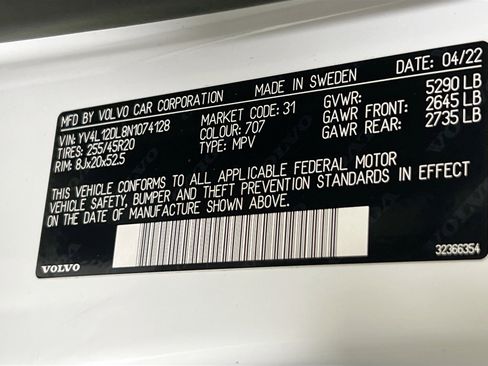 MFD BY VOLVO CAR CORPORATION MADE IN SWEDEN DATE: 04/22
VIN: YV4L12DL8N1074128 MARKET CODE: 31 GVWR: 5290 LB
TIRES: 255/45R20 COLOUR: 707 GAWR FRONT: 2645 LB
RIM: 8Jx20x52.5 TYPE: MPV GAWR REAR: 2735 LB
THIS VEHICLE CONFORMS TO ALL APPLICABLE FEDERAL MOTOR
VEHICLE SAFETY, BUMPER AND THEFT PREVENTION STANDARDS IN EFFECT
ON THE DATE OF MANUFACTURE SHOWN ABOVE.
VOLVO 32366354